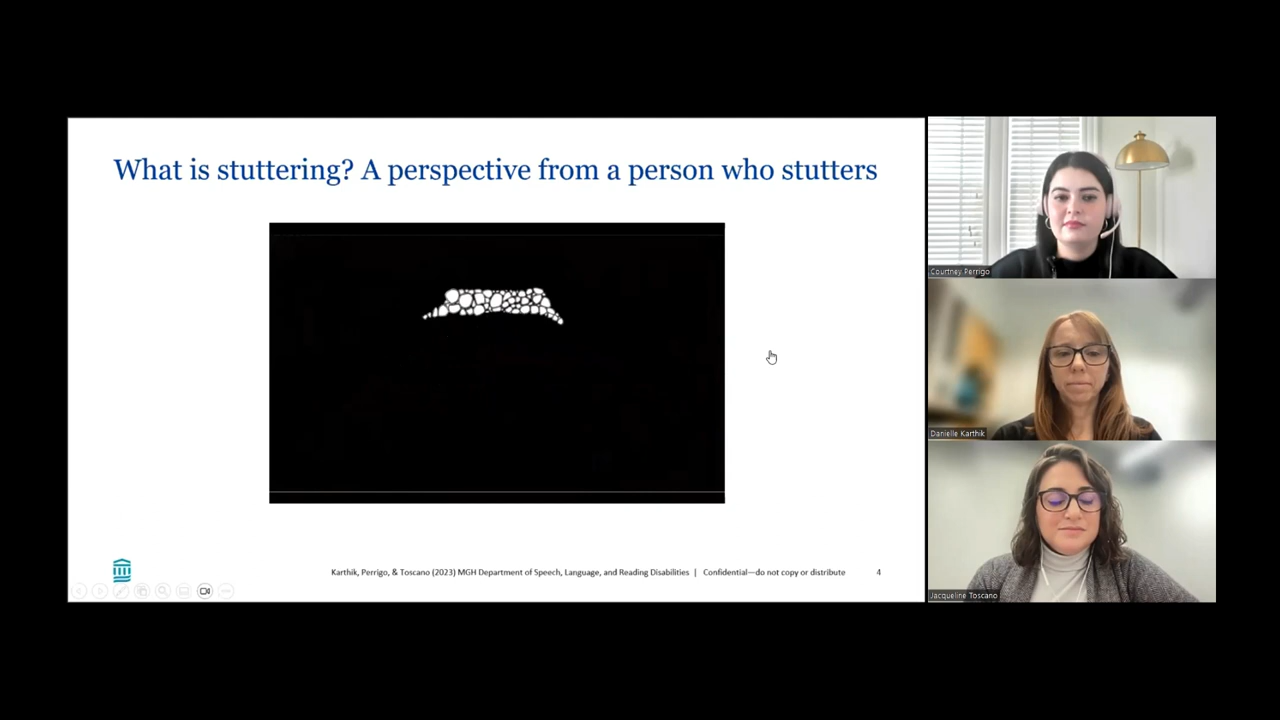 What is stuttering? A perspective from a person who stutters
Karthik, Perrigo, & Toscano (2023) MGH Department of Speech, Language, and Reading Disabilities | Confidential—do not copy or distribute 4
Courtney Perrigo
Danielle Karthik
Jacqueline Toscano